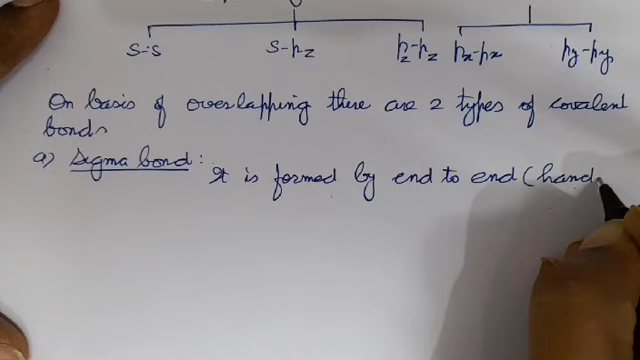 s-s s-pz pz-pz px-px py-py
On basis of overlapping there are 2 types of covalent
bonds
a) Sigma bond: It is formed by end to end (hand